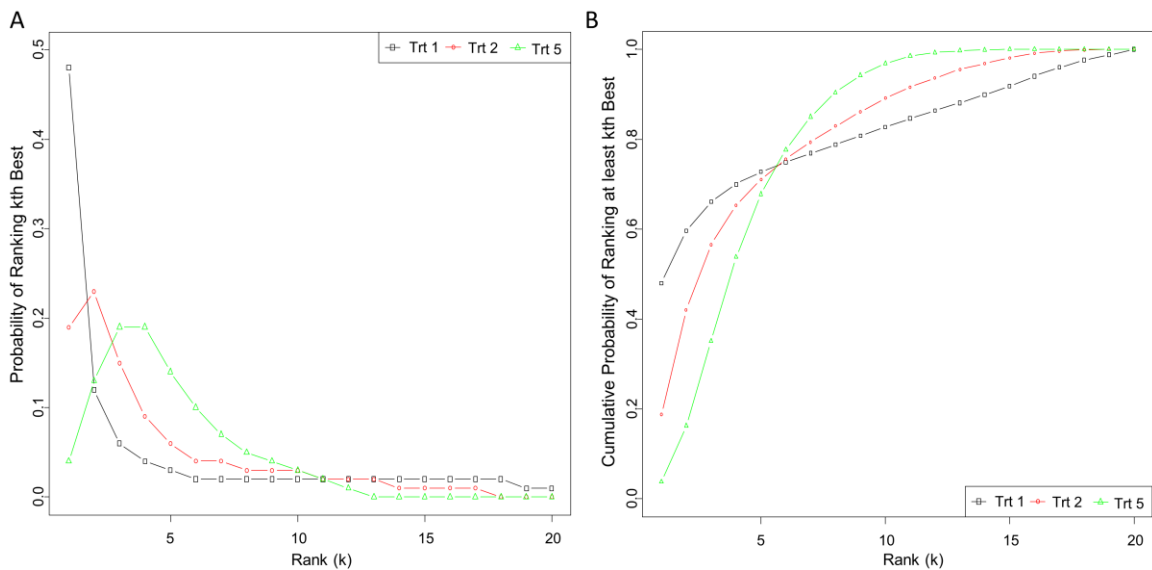 A
Probability of Ranking kth Best
0.5
0.4
0.3
0.2
0.1
0.0
Trt 1 Trt 2 Trt 5
5 10 15 20
Rank (k)
B
Cumulative Probability of Ranking at least kth Best
1.0
0.8
0.6
0.4
0.2
0.0
Trt 1 Trt 2 Trt 5
5 10 15 20
Rank (k)